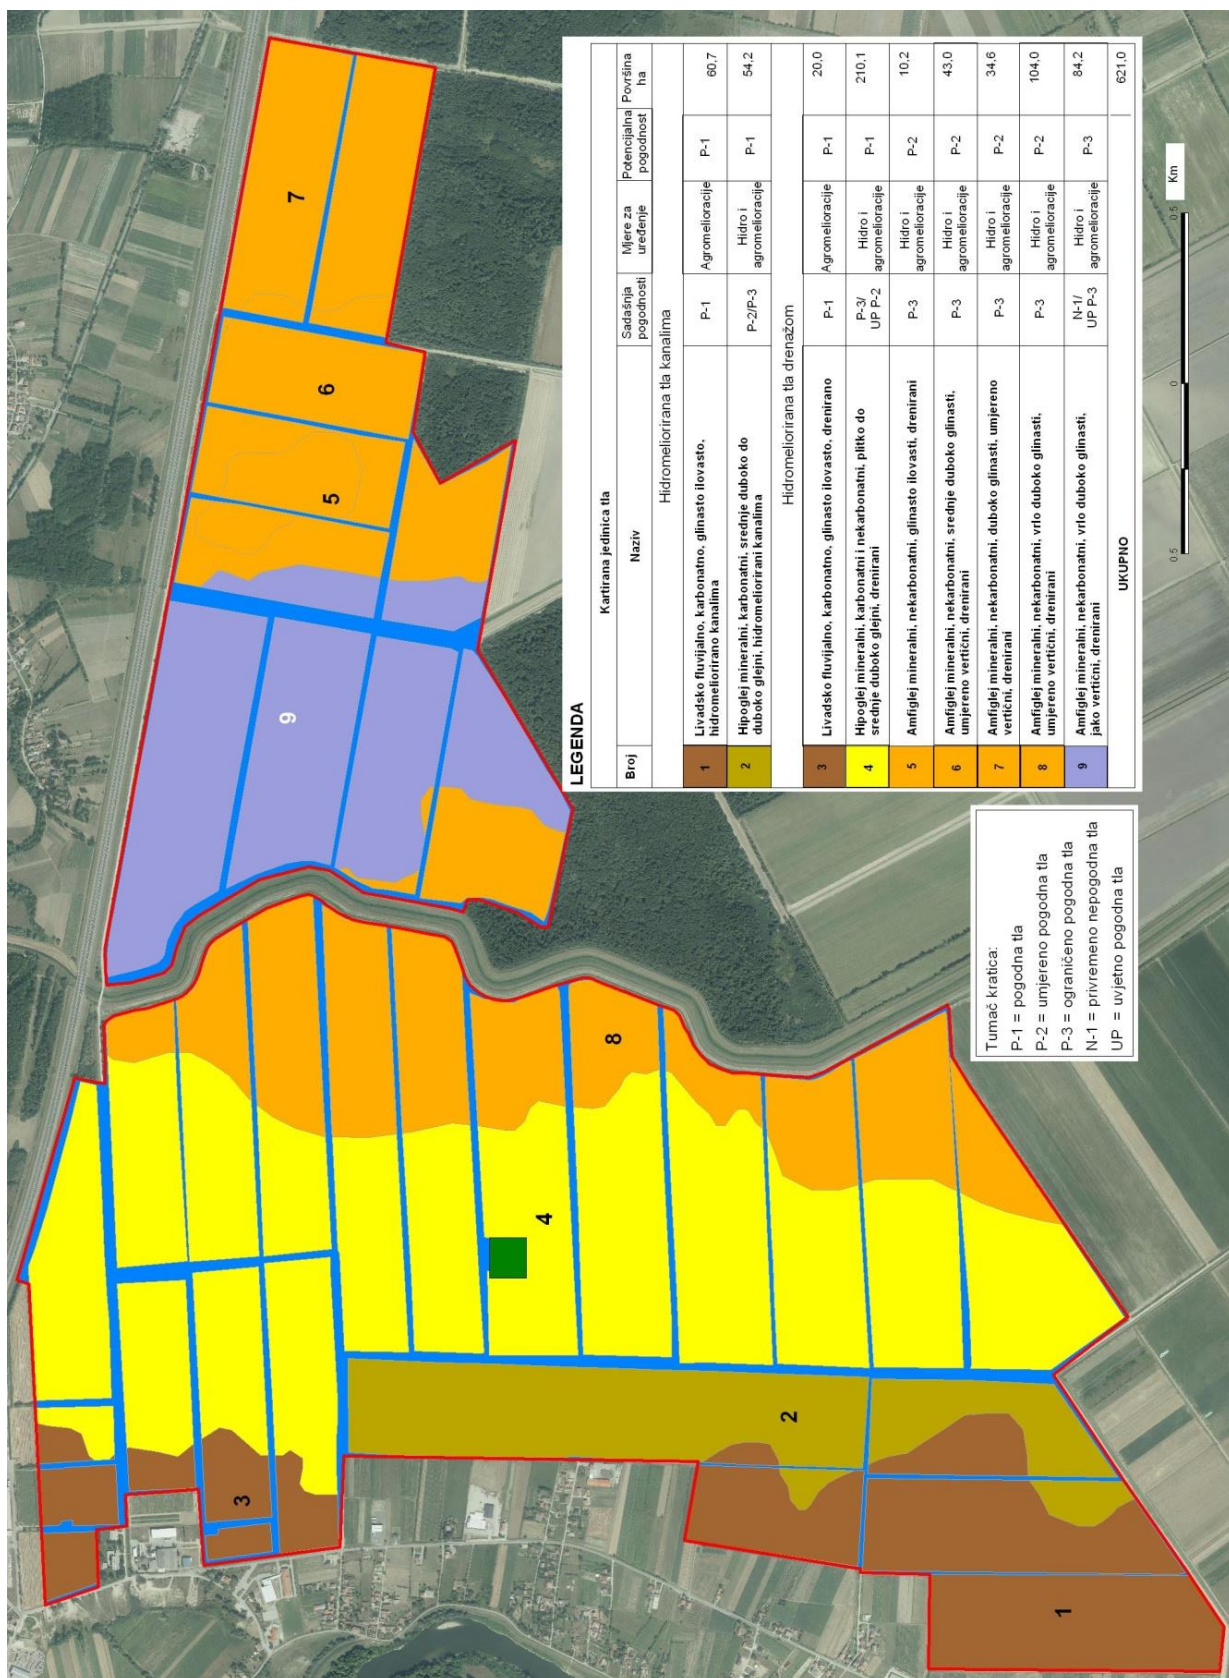 LEGENDA
Kartirana jedinica tla
Broj
Naziv
Sadašnja
pogodnosti
Mjere za
uređenje
Potencijalna
pogodnost
Površina
ha
Hidromeliorirana tla kanalima
1
Livadsko fluvijalno, karbonatno, glinasto ilovasto,
hidromeliorirano kanalima
P-1
Agromelioracije
P-1
60,7
2
Hipoglej mineralni, karbonatni, srednje duboko do
duboko glejni, hidromeliorirani kanalima
P-2/P-3
Hidro i
agromelioracije
P-1
54,2
Hidromeliorirana tla drenažom
3
Livadsko fluvijalno, karbonatno, glinasto ilovasto, drenirano
P-1
Agromelioracije
P-1
20,0
4
Hipoglej mineralni, karbonatni i nekarbonatni, plitko do
srednje duboko glejni, drenirani
P-3/
UP P-2
Hidro i
agromelioracije
P-1
210,1
5
Amfiglej mineralni, nekarbonatni, glinasto ilovasti, drenirani
P-3
Hidro i
agromelioracije
P-2
10,2
6
Amfiglej mineralni, nekarbonatni, srednje duboko glinasti,
umjereno vertični, drenirani
P-3
Hidro i
agromelioracije
P-2
43,0
7
Amfiglej mineralni, nekarbonatni, duboko glinasti, umjereno
vertični, drenirani
P-3
Hidro i
agromelioracije
P-2
34,6
8
Amfiglej mineralni, nekarbonatni, vrlo duboko glinasti,
umjereno vertični, drenirani
P-3
Hidro i
agromelioracije
P-2
104,0
9
Amfiglej mineralni, nekarbonatni, vrlo duboko glinasti,
jako vertični, drenirani
N-1/
UP P-3
Hidro i
agromelioracije
P-3
84,2
UKUPNO
621,0
Tumač kratica:
P-1 = pogodna tla
P-2 = umjereno pogodna tla
P-3 = ograničeno pogodna tla
N-1 = privremeno nepogodna tla
UP = uvjetno pogodna tla
0.5
0
0.5
Km
1
2
3
4
5
6
7
8
9